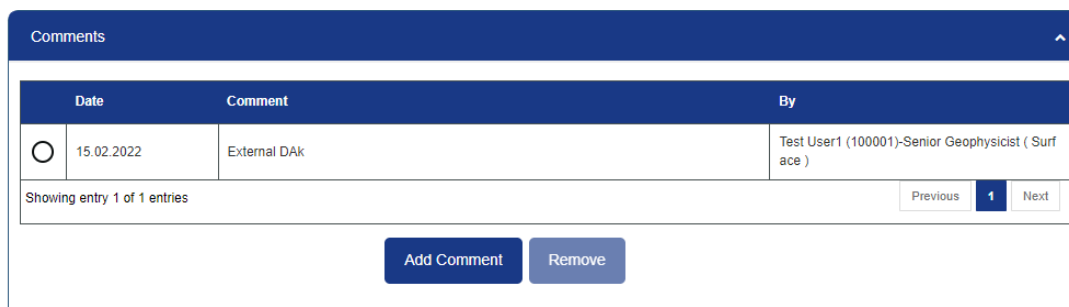 Comments
Date Comment By
15.02.2022 External DAk Test User1 (100001)-Senior Geophysicist ( Surf
ace )
Showing entry 1 of 1 entries Previous 1 Next
Add Comment Remove